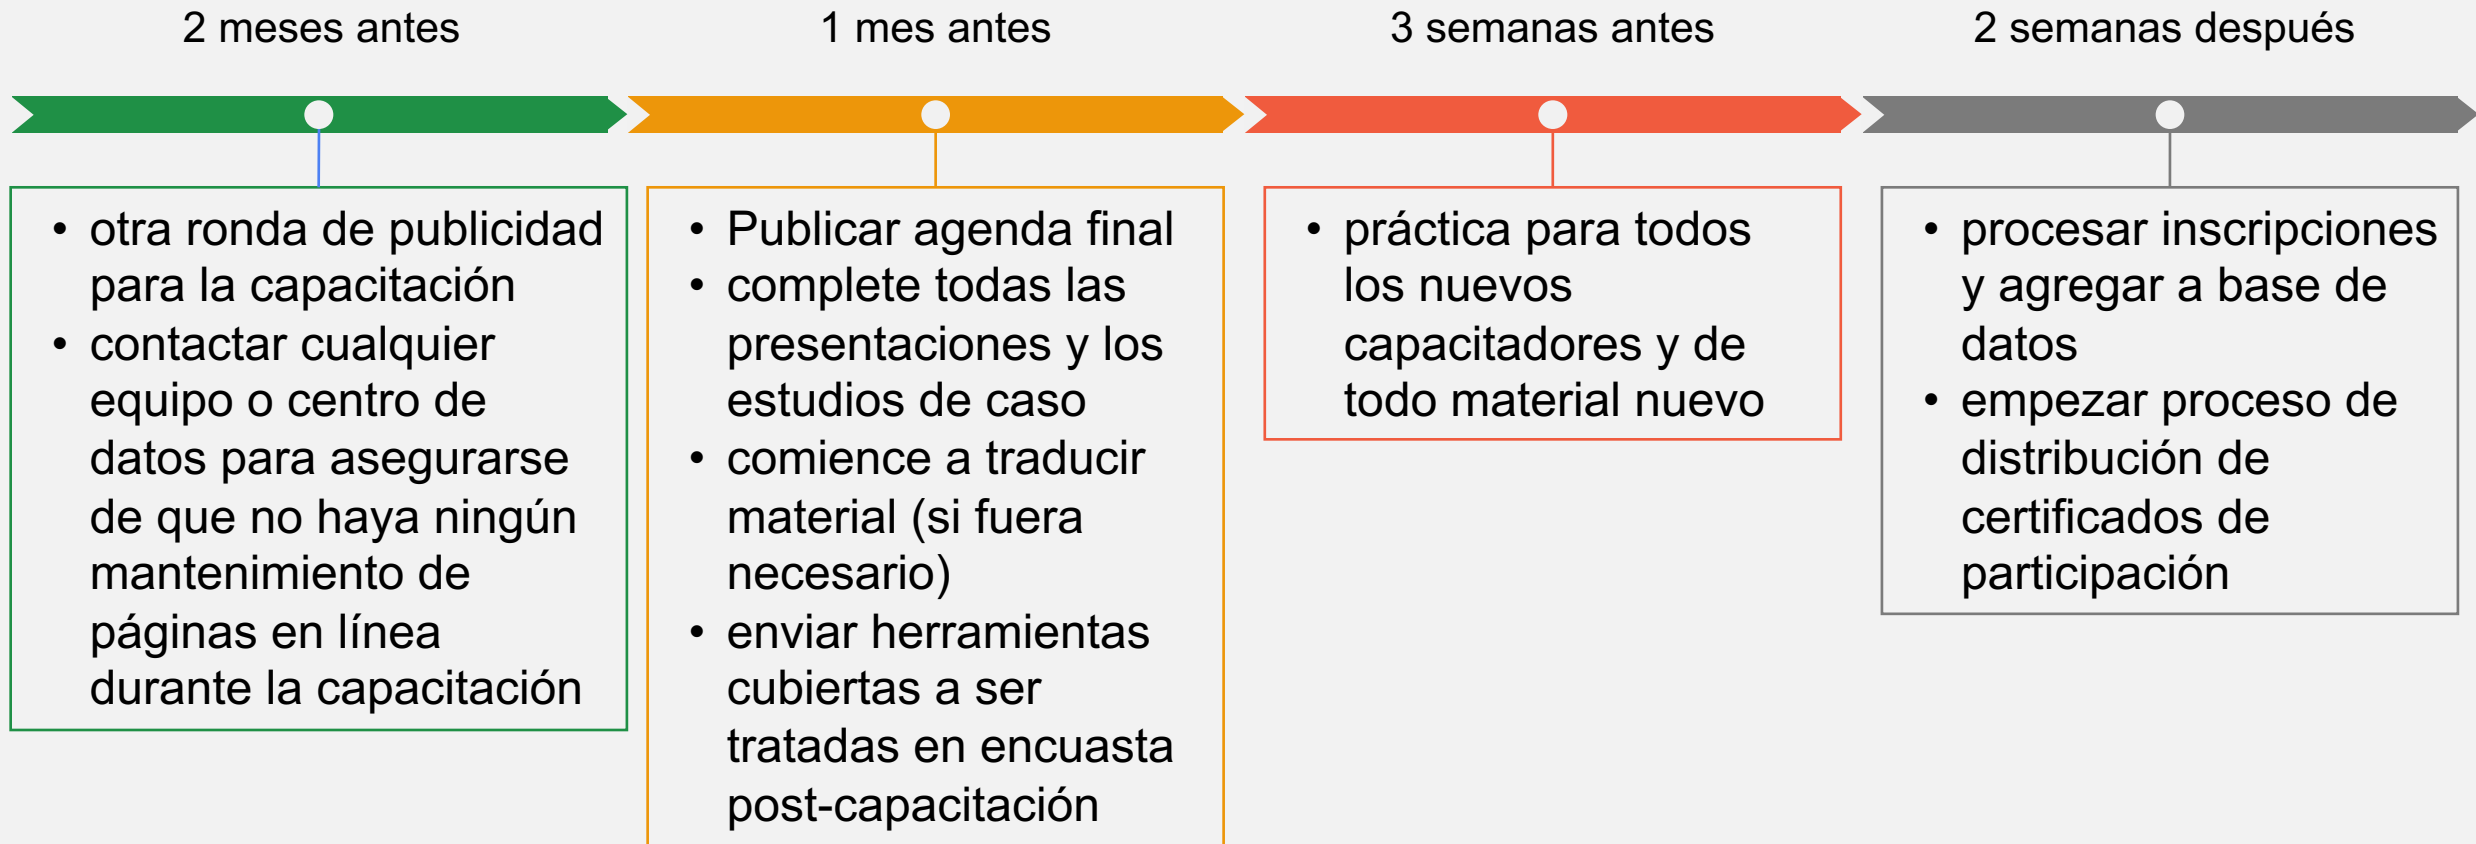 2 meses antes
1 mes antes
3 semanas antes
2 semanas después
• otra ronda de publicidad
para la capacitación
• contactar cualquier
equipo o centro de
datos para asegurarse
de que no haya ningún
mantenimiento de
páginas en línea
durante la capacitación
• Publicar agenda final
• complete todas las
presentaciones y los
estudios de caso
• comience a traducir
material (si fuera
necesario)
• enviar herramientas
cubiertas a ser
tratadas en encuasta
post-capacitación
• práctica para todos
los nuevos
capacitadores y de
todo material nuevo
• procesar inscripciones
y agregar a base de
datos
• empezar proceso de
distribución de
certificados de
participación